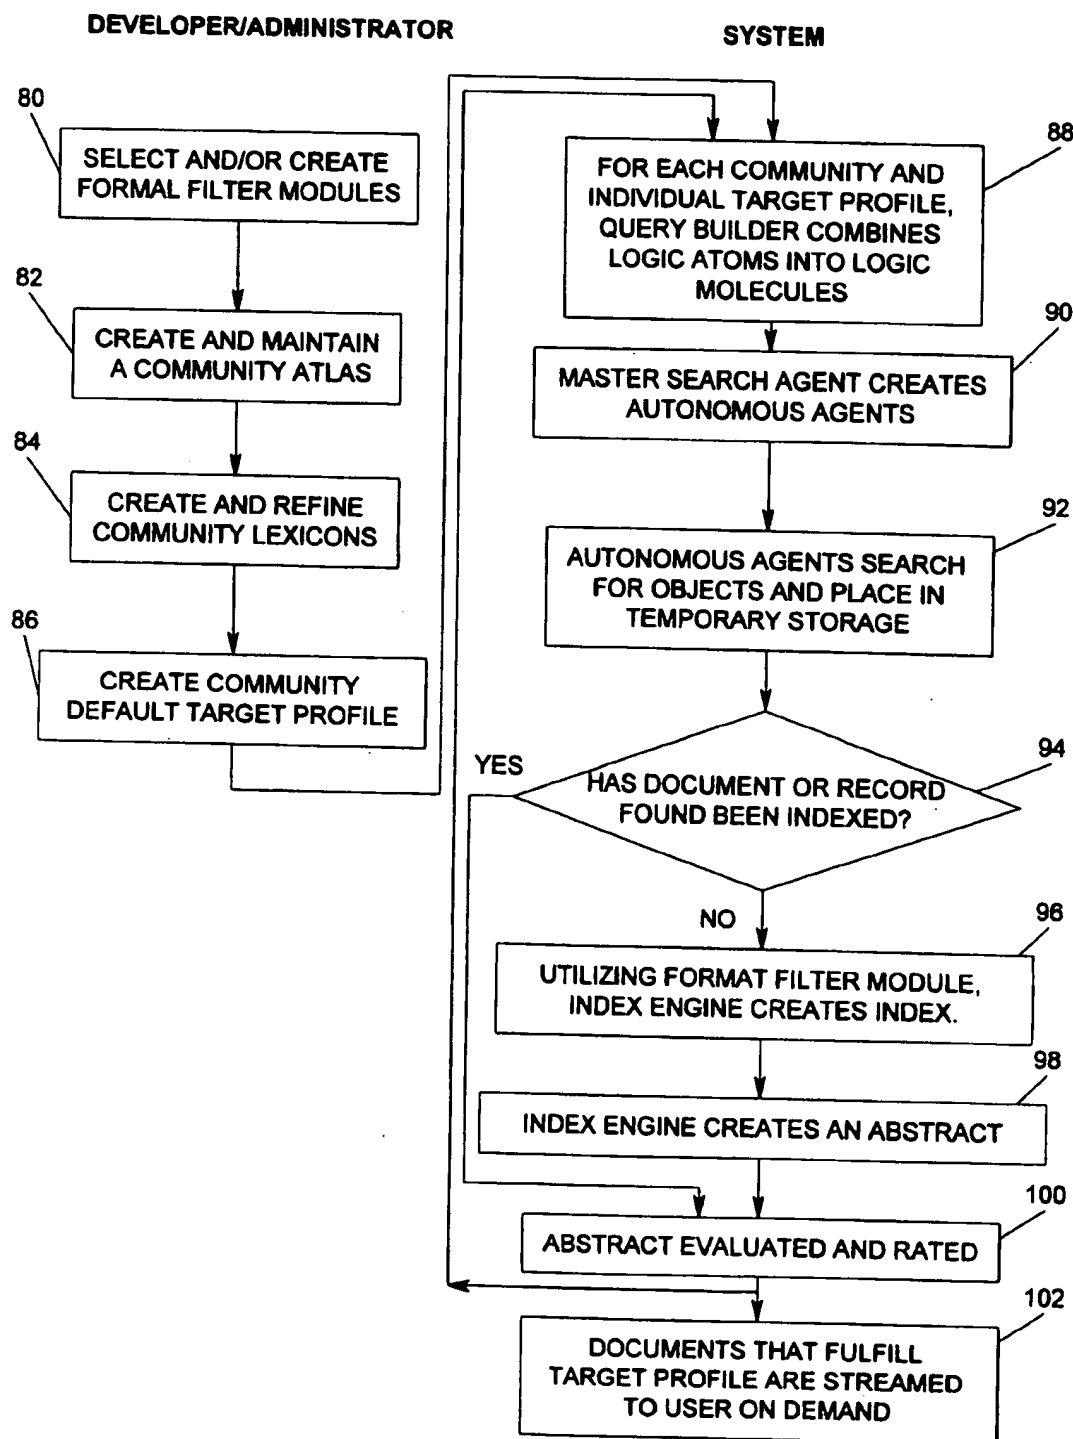 DEVELOPER/ADMINISTRATOR
SYSTEM
80
SELECT AND/OR CREATE
FORMAL FILTER MODULES
82
CREATE AND MAINTAIN
A COMMUNITY ATLAS
84
CREATE AND REFINE
COMMUNITY LEXICONS
86
CREATE COMMUNITY
DEFAULT TARGET PROFILE
88
FOR EACH COMMUNITY AND
INDIVIDUAL TARGET PROFILE,
QUERY BUILDER COMBINES
LOGIC ATOMS INTO LOGIC
MOLECULES
90
MASTER SEARCH AGENT CREATES
AUTONOMOUS AGENTS
92
AUTONOMOUS AGENTS SEARCH
FOR OBJECTS AND PLACE IN
TEMPORARY STORAGE
94
YES
HAS DOCUMENT OR RECORD
FOUND BEEN INDEXED?
NO
96
UTILIZING FORMAT FILTER MODULE,
INDEX ENGINE CREATES INDEX.
98
INDEX ENGINE CREATES AN ABSTRACT
100
ABSTRACT EVALUATED AND RATED
102
DOCUMENTS THAT FULFILL
TARGET PROFILE ARE STREAMED
TO USER ON DEMAND